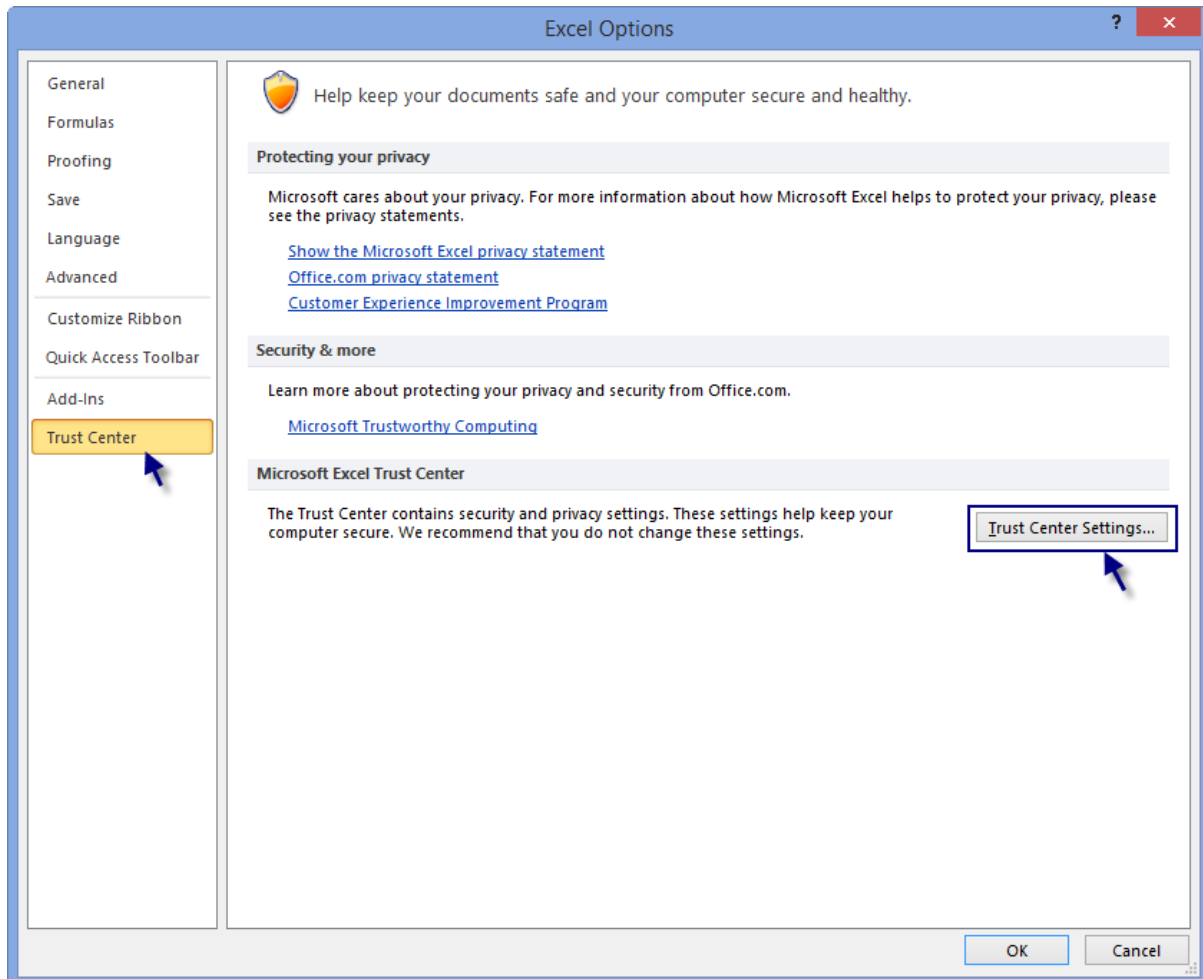 Excel Options
?
General
Formulas
Proofing
Save
Language
Advanced
Customize Ribbon
Quick Access Toolbar
Add-Ins
Trust Center
Help keep your documents safe and your computer secure and healthy.
Protecting your privacy
Microsoft cares about your privacy. For more information about how Microsoft Excel helps to protect your privacy, please
see the privacy statements.
Show the Microsoft Excel privacy statement
Office.com privacy statement
Customer Experience Improvement Program
Security & more
Learn more about protecting your privacy and security from Office.com.
Microsoft Trustworthy Computing
Microsoft Excel Trust Center
The Trust Center contains security and privacy settings. These settings help keep your
computer secure. We recommend that you do not change these settings.
Trust Center Settings...
OK
Cancel